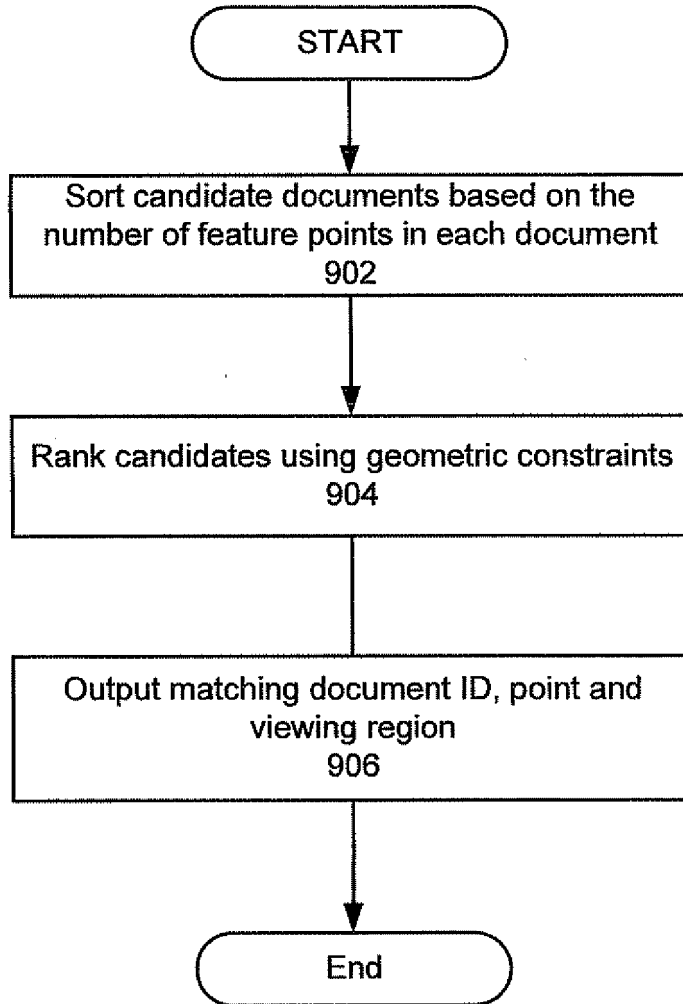 START
Sort candidate documents based on the
number of feature points in each document
902
Rank candidates using geometric constraints
904
Output matching document ID, point and
viewing region
906
End